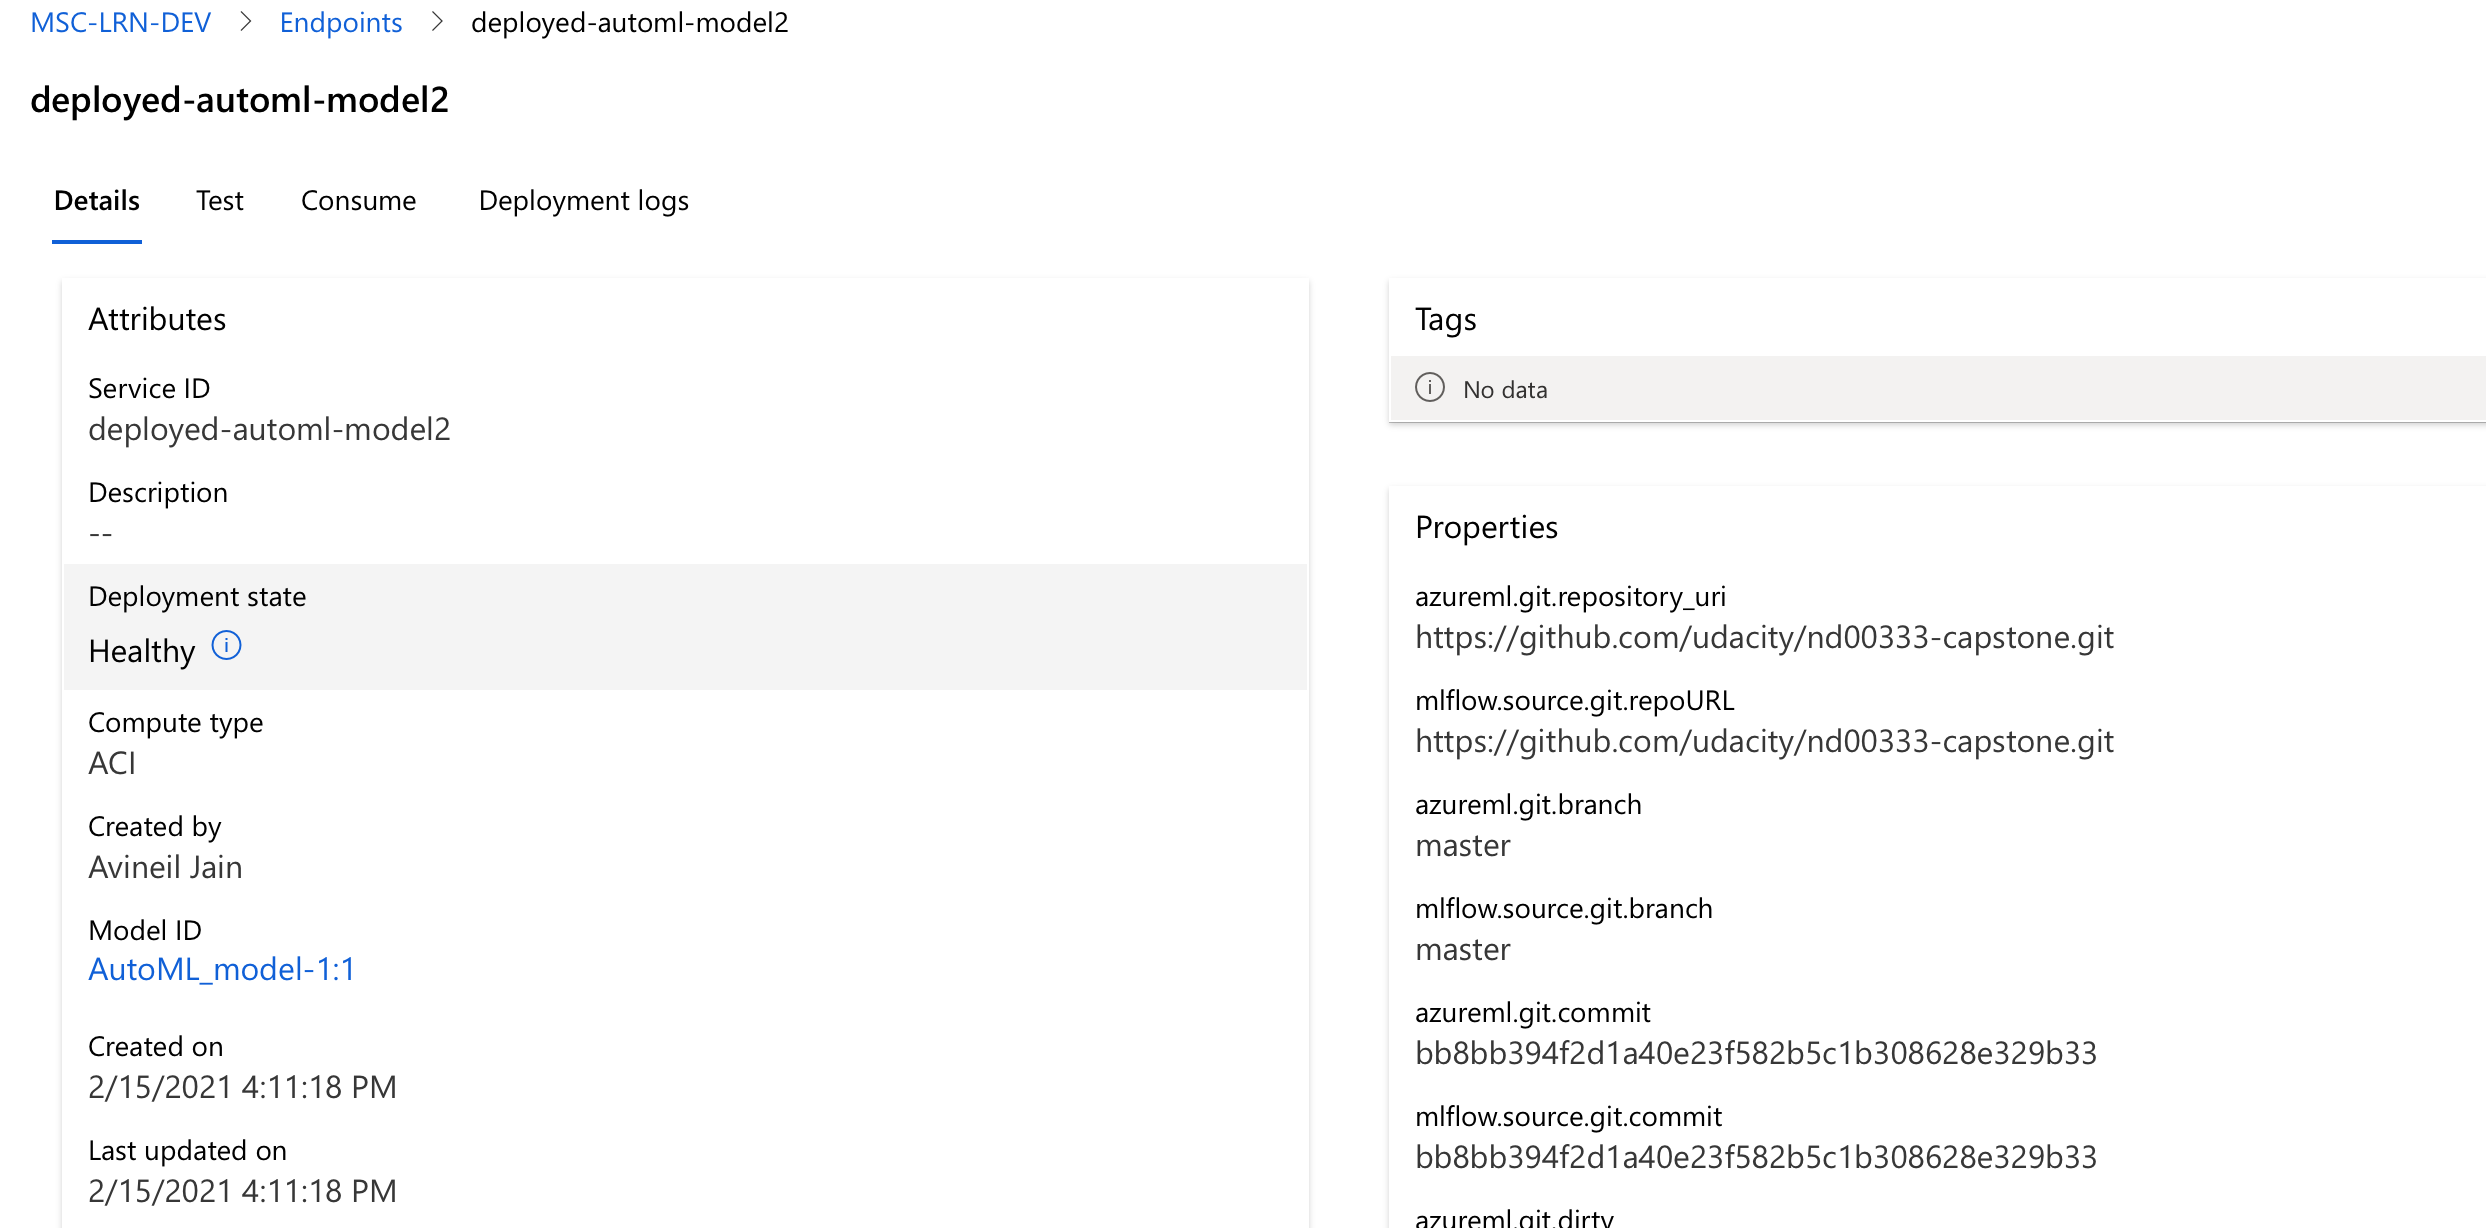 MSC-LRN-DEV > Endpoints > deployed-automl-model2
deployed-automl-model2
Details Test Consume Deployment logs
Attributes
Service ID
deployed-automl-model2
Description
--
Deployment state
Healthy
Compute type
ACI
Created by
Avineil Jain
Model ID
AutoML_model-1:1
Created on
2/15/2021 4:11:18 PM
Last updated on
2/15/2021 4:11:18 PM
Tags
No data
Properties
azureml.git.repository_uri
https://github.com/udacity/nd00333-capstone.git
mlflow.source.git.repoURL
https://github.com/udacity/nd00333-capstone.git
azureml.git.branch
master
mlflow.source.git.branch
master
azureml.git.commit
bb8bb394f2d1a40e23f582b5c1b308628e329b33
mlflow.source.git.commit
bb8bb394f2d1a40e23f582b5c1b308628e329b33
azureml.git.dirty